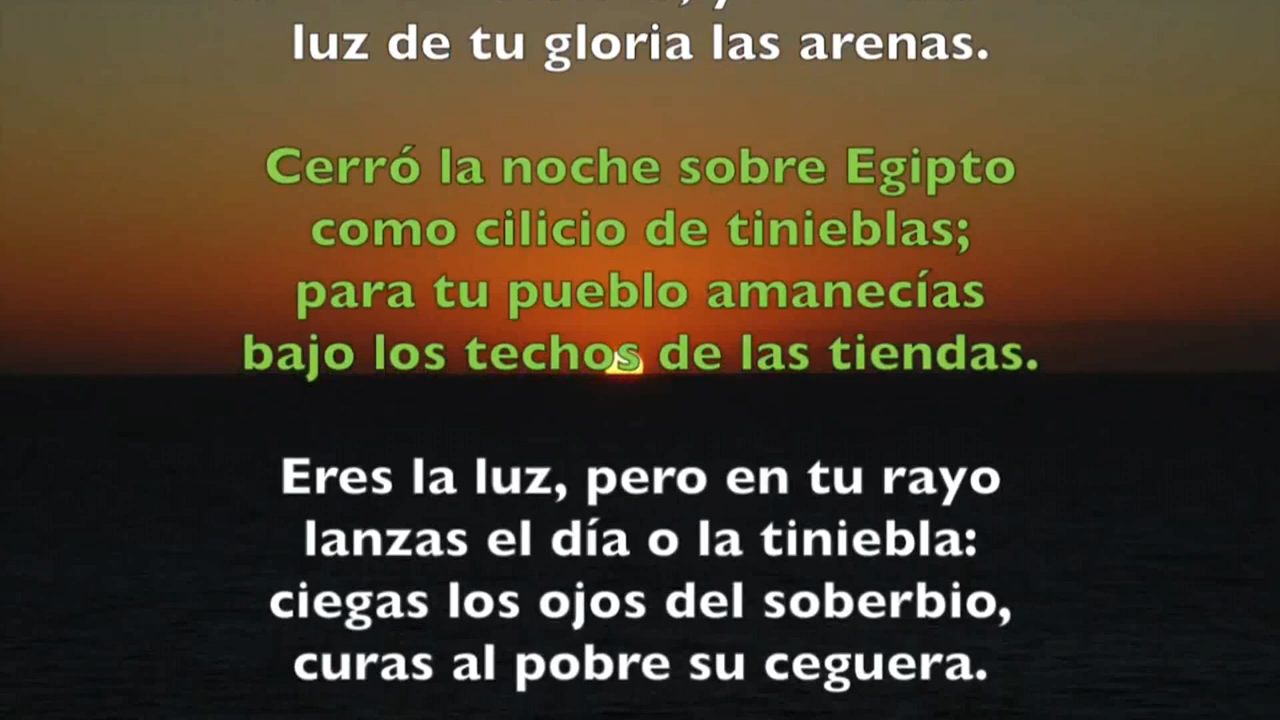 luz de tu gloria las arenas.
Cerró la noche sobre Egipto
como cilicio de tinieblas;
para tu pueblo amanecías
bajo los techos de las tiendas.
Eres la luz, pero en tu rayo
lanzas el día o la tiniebla:
ciegas los ojos del soberbio,
curas al pobre su ceguera.